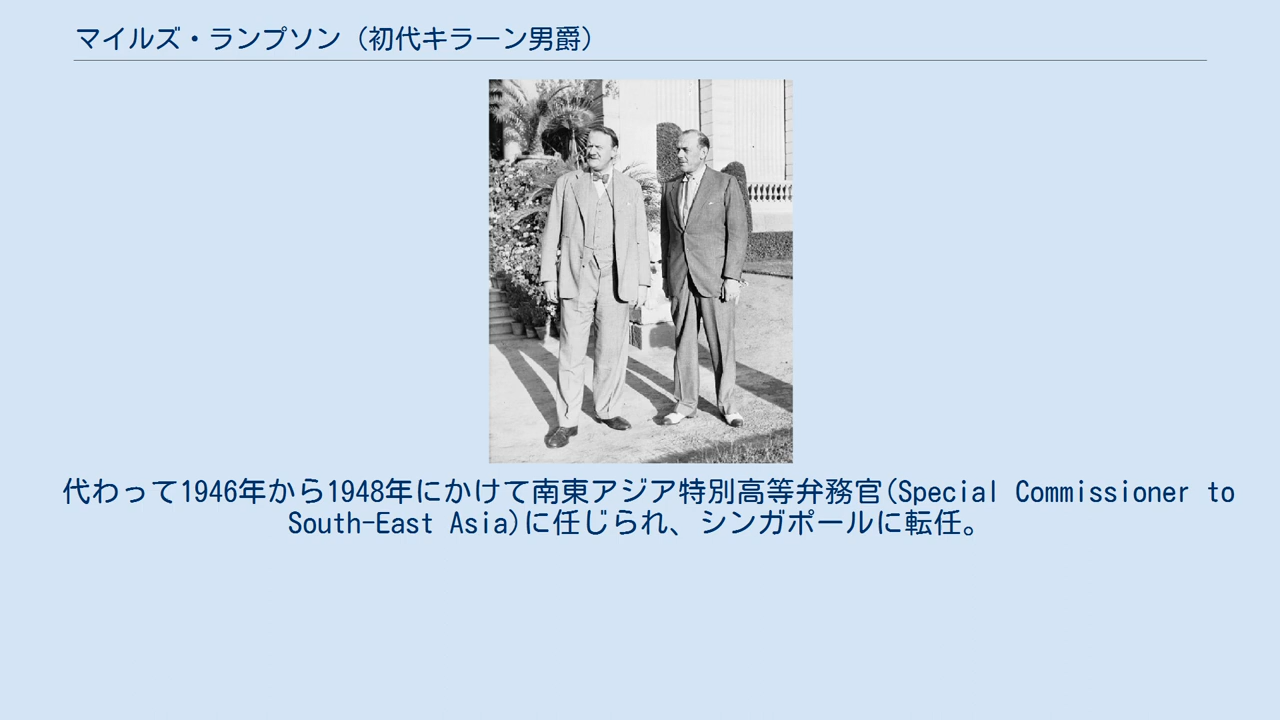 マイルズ・ランプソン（初代キラーン男爵）
代わって1946年から1948年にかけて南東アジア特別高等弁務官(Special Commissioner to
South-East Asia)に任じられ、シンガポールに転任。